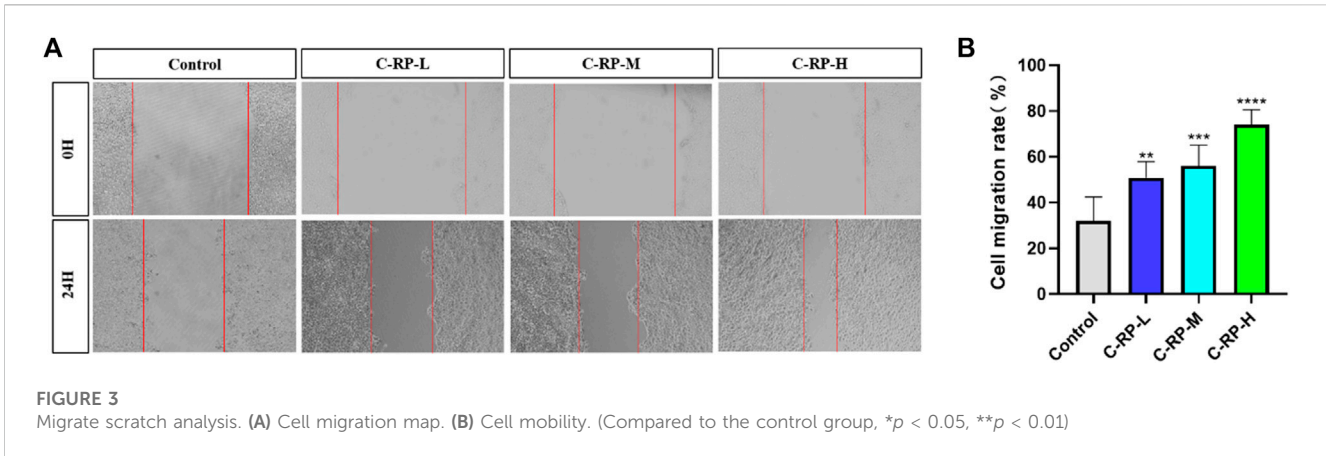 A
Control
C-RP-L
C-RP-M
C-RP-H
0H
24H
B
Cell migration rate( %)
100
80
60
40
20
0
**
***
****
Control
C-RP-L
C-RP-M
C-RP-H
FIGURE 3
Migrate scratch analysis. (A) Cell migration map. (B) Cell mobility. (Compared to the control group, *p < 0.05, **p < 0.01)